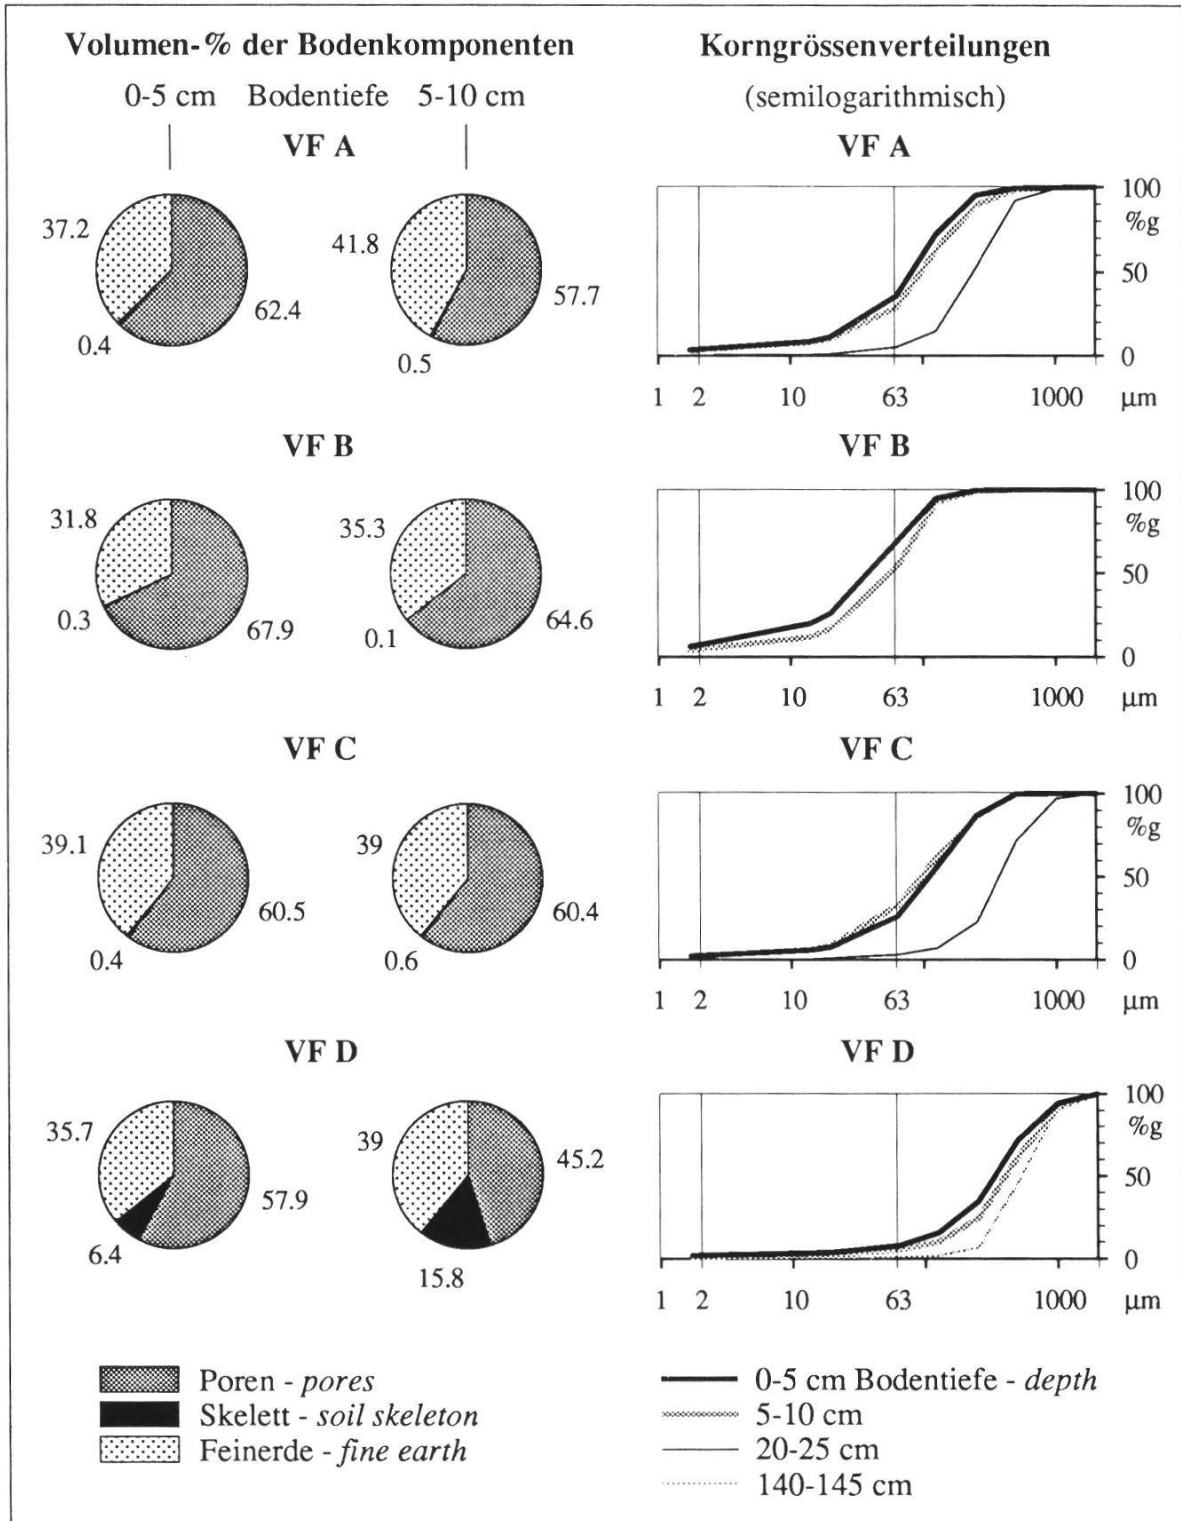 Volumen-% der Bodenkomponenten
0-5 cm Bodentiefe 5-10 cm
VF A
37.2
62.4
0.4
41.8
57.7
0.5
VF B
31.8
67.9
0.3
35.3
64.6
0.1
VF C
39.1
60.5
0.4
39
60.4
0.6
VF D
35.7
57.9
6.4
39
45.2
15.8
Poren - pores
Skelett - soil skeleton
Feinerde - fine earth
Korngrössenverteilungen
(semilogarithmisch)
VF A
100
%g
50
0
1 2 10 63 1000 µm
VF B
100
%g
50
0
1 2 10 63 1000 µm
VF C
100
%g
50
0
1 2 10 63 1000 µm
VF D
100
%g
50
0
1 2 10 63 1000 µm
0-5 cm Bodentiefe - depth
5-10 cm
20-25 cm
140-145 cm